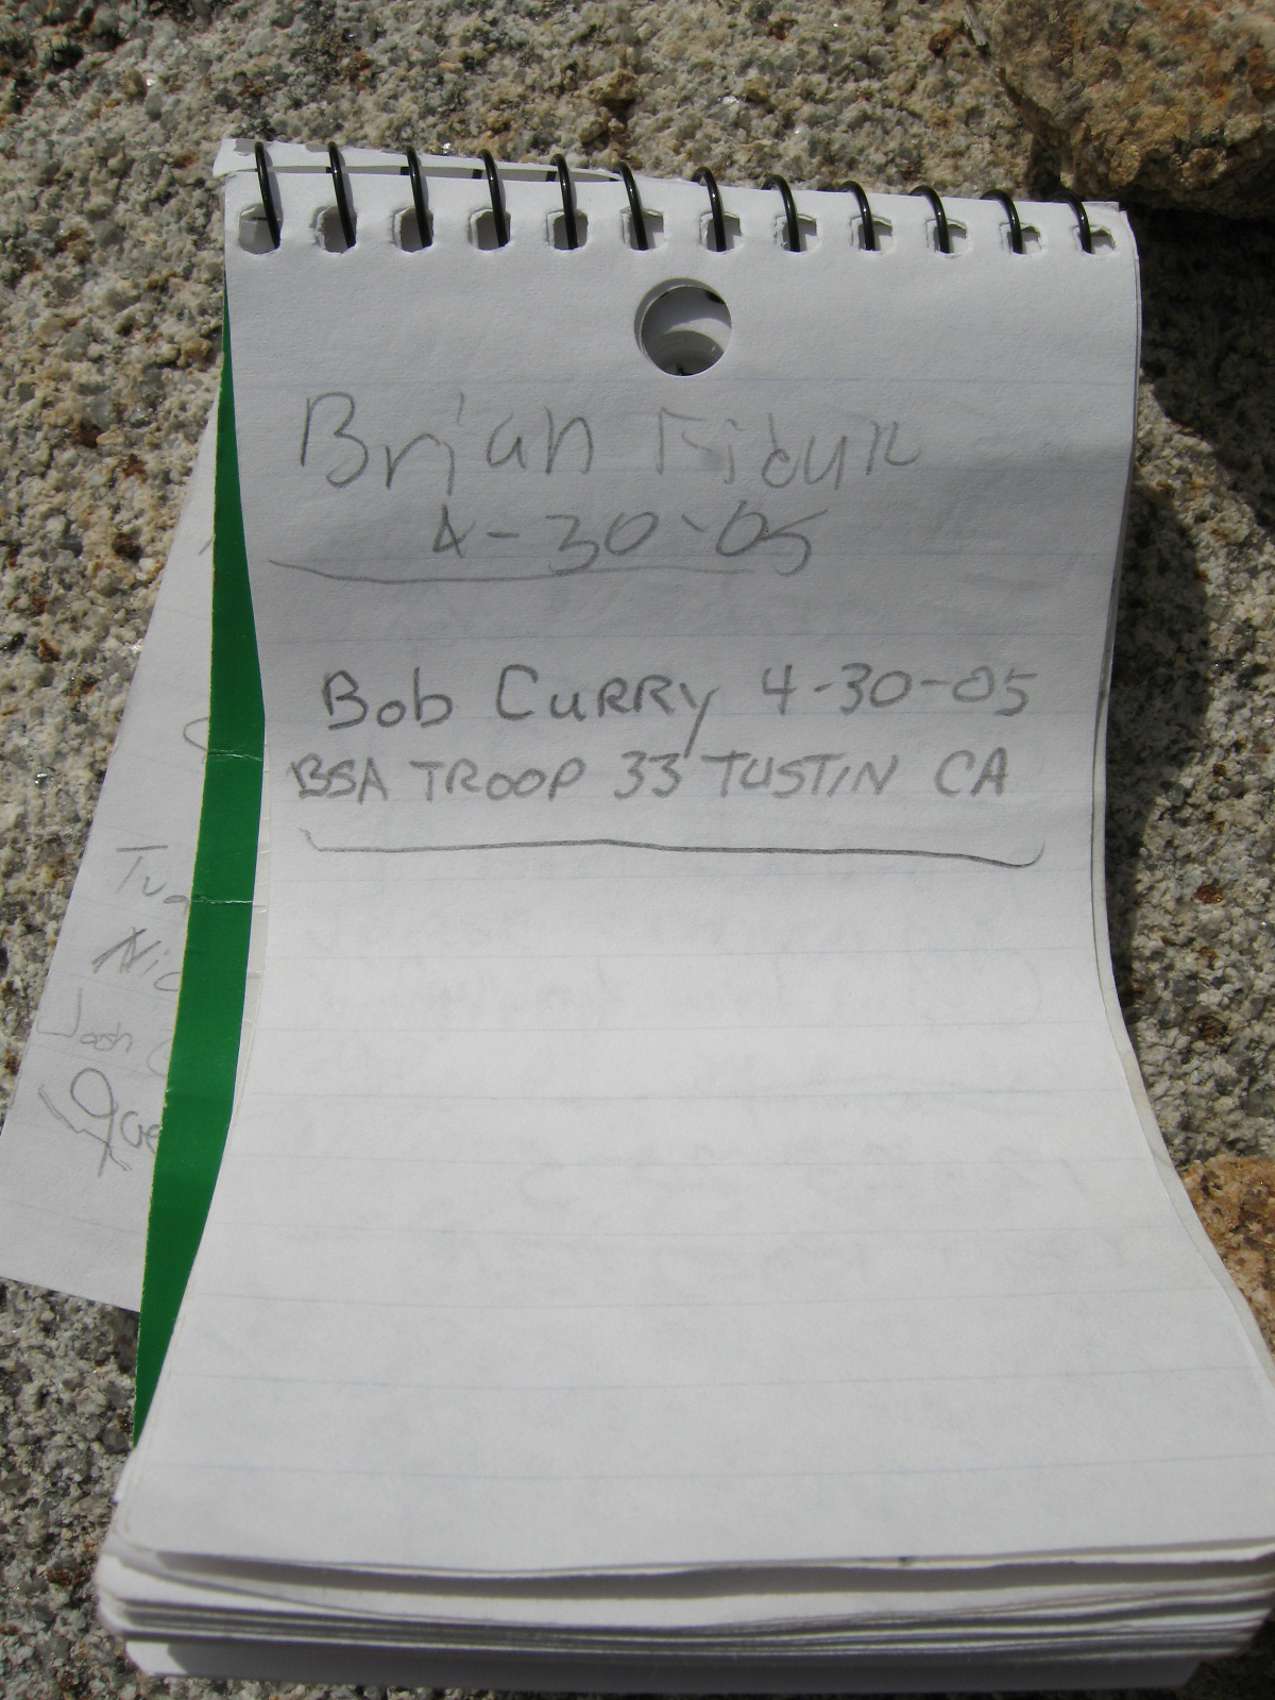 Brian
4-30-05
Bob Curry 4-30-05
BSA TROOP 33 TUSTIN CA
Josh